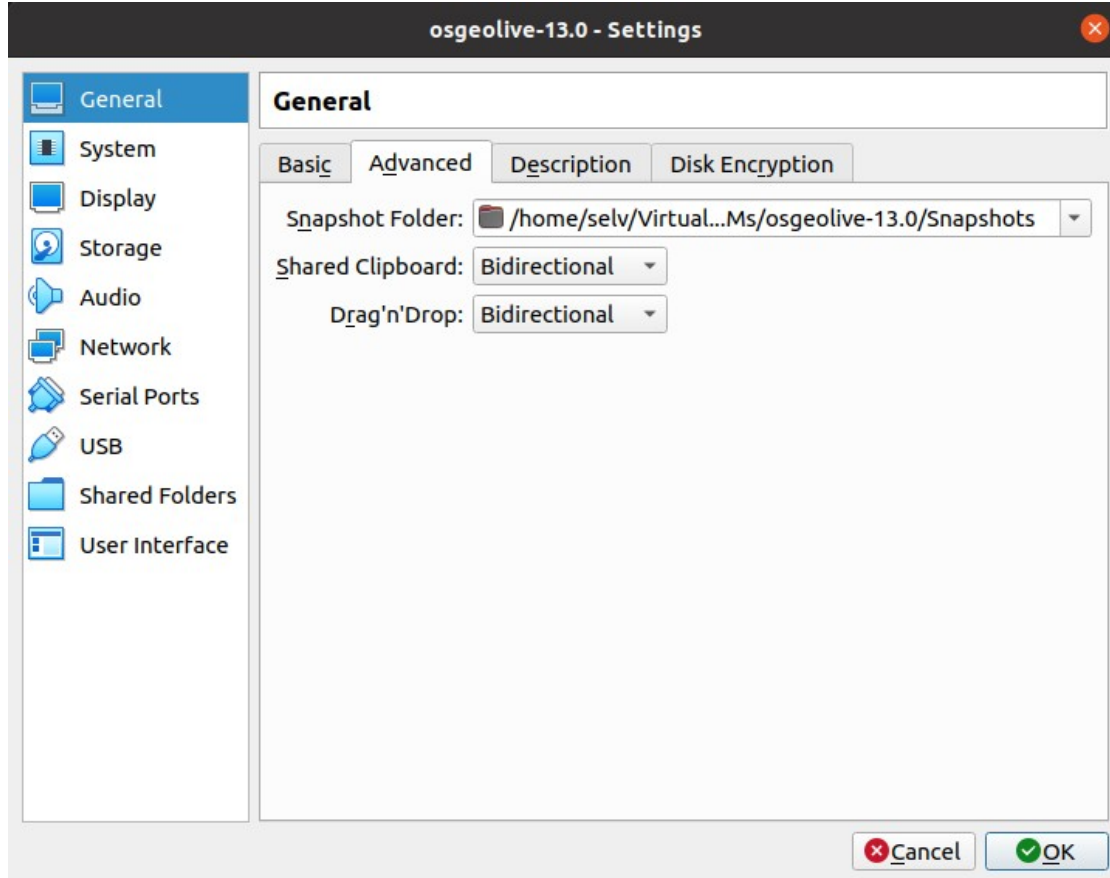 osgeolive-13.0 - Settings
General
System
Display
Storage
Audio
Network
Serial Ports
USB
Shared Folders
User Interface
General
Basic Advanced Description Disk Encryption
Snapshot Folder: /home/selv/Virtual...Ms/osgeolive-13.0/Snapshots
Shared Clipboard: Bidirectional
Drag'n'Drop: Bidirectional
Cancel OK